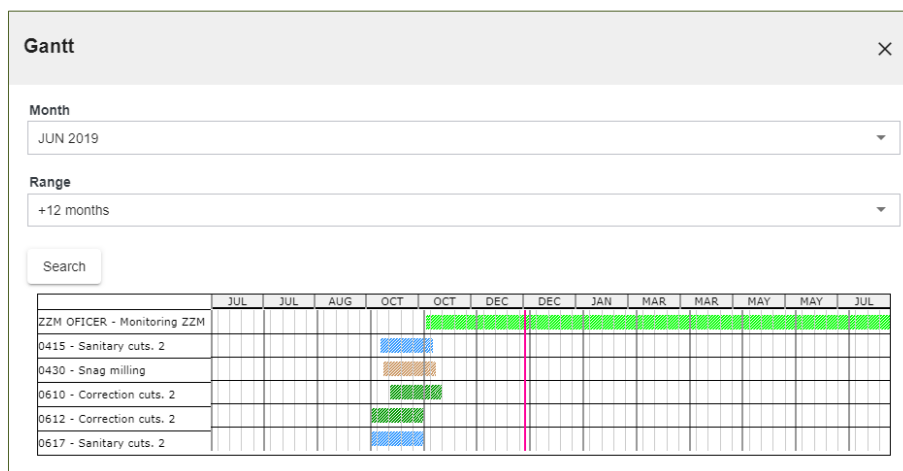 Gantt
Month
JUN 2019
Range
+12 months
Search
JUL JUL AUG OCT OCT DEC DEC JAN MAR MAR MAY MAY JUL
ZZM OFICER - Monitoring ZZM
0415 - Sanitary cuts. 2
0430 - Snag milling
0610 - Correction cuts. 2
0612 - Correction cuts. 2
0617 - Sanitary cuts. 2